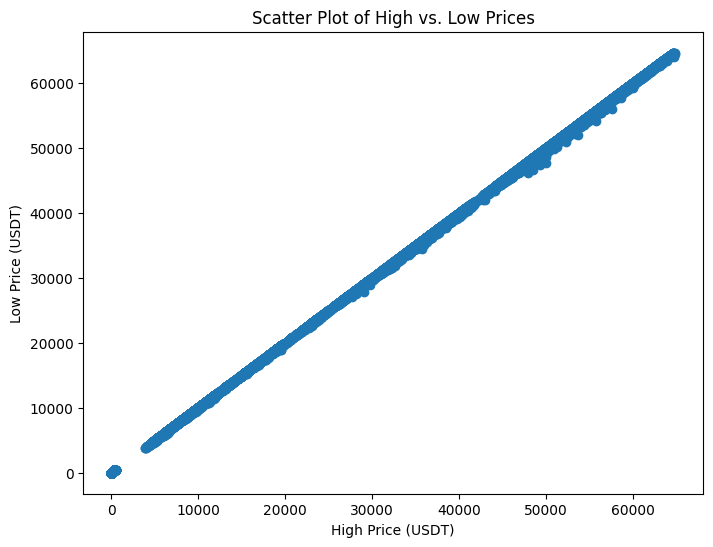 Scatter Plot of High vs. Low Prices
Low Price (USDT)
60000
50000
40000
30000
20000
10000
0
0 10000 20000 30000 40000 50000 60000
High Price (USDT)